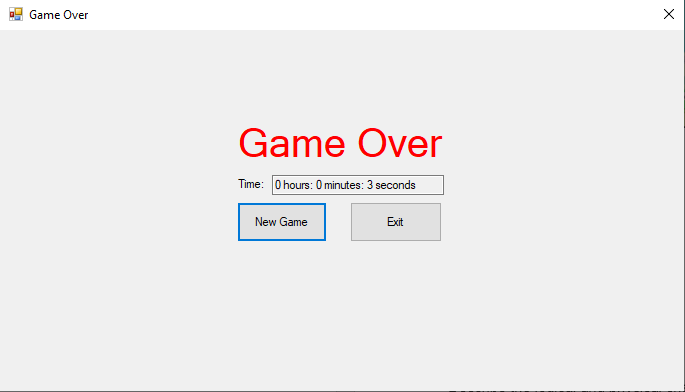 Game Over
Game Over
Time: 0 hours: 0 minutes: 3 seconds
New Game Exit